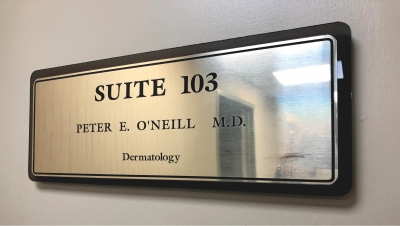 SUITE 103
PETER E. O'NEILL M.D.
Dermatology